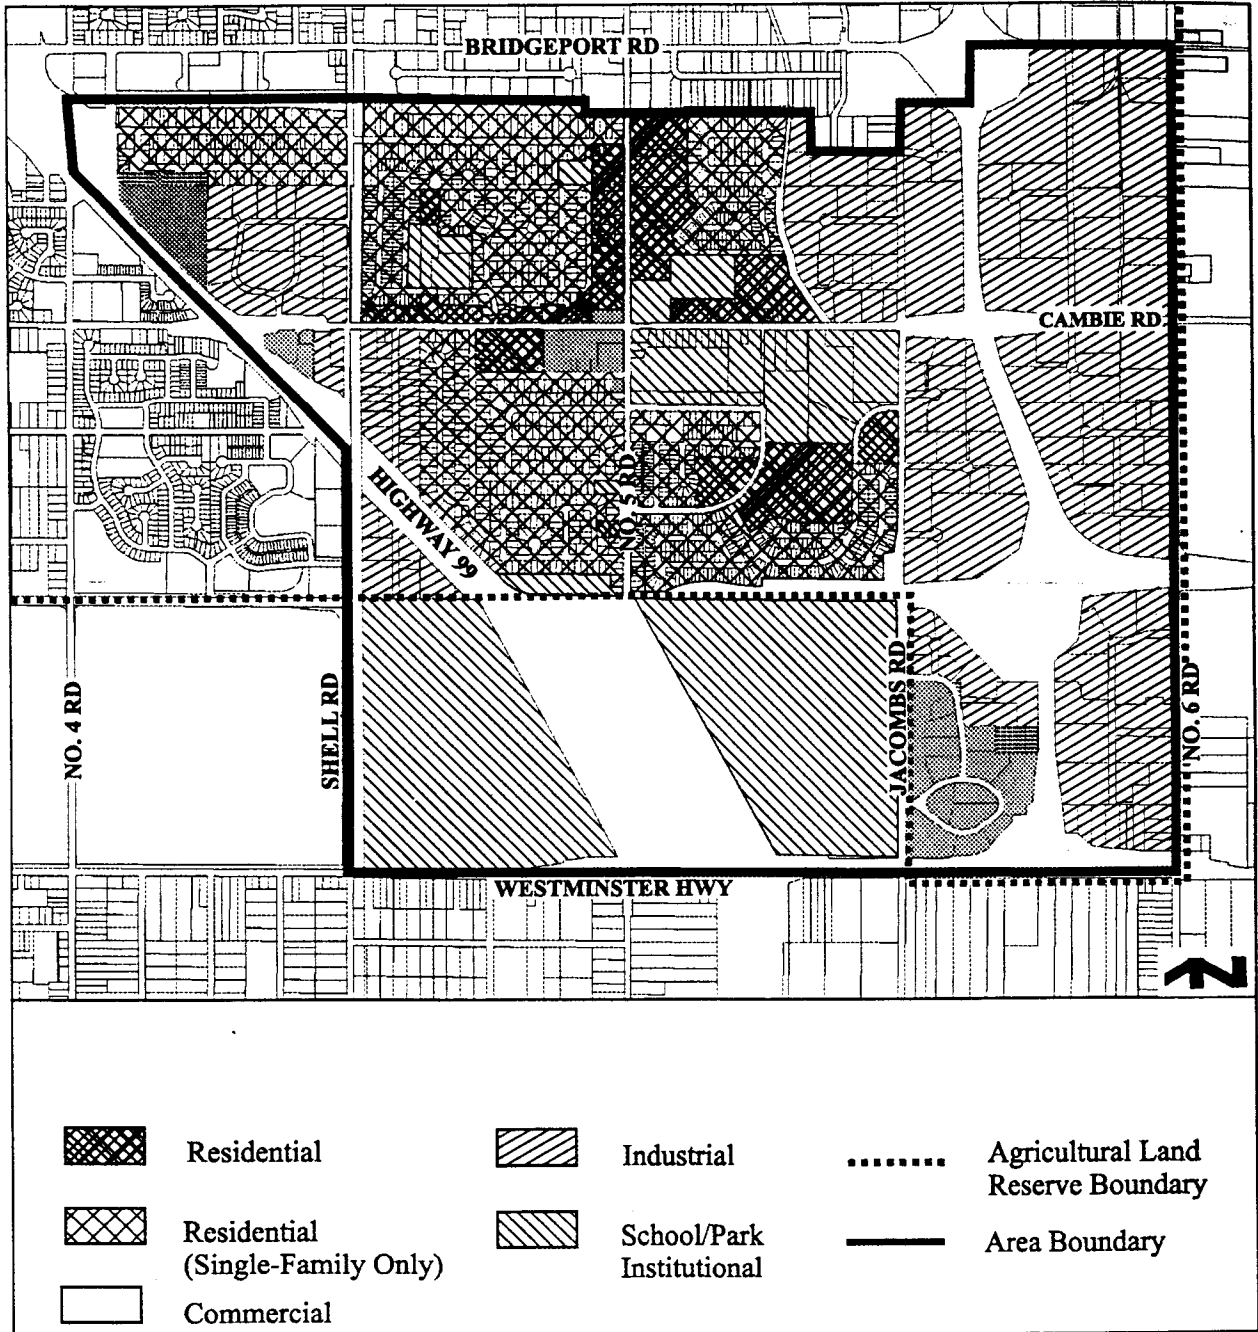 BRIDGEPORT RD
CAMBIE RD
NO. 5 RD
HIGHWAY 99
NO. 4 RD
SHELL RD
JACOMBS RD
NO. 6 RD
WESTMINSTER HWY
Residential
Industrial
Agricultural Land
Reserve Boundary
Residential
(Single-Family Only)
School/Park
Institutional
Area Boundary
Commercial